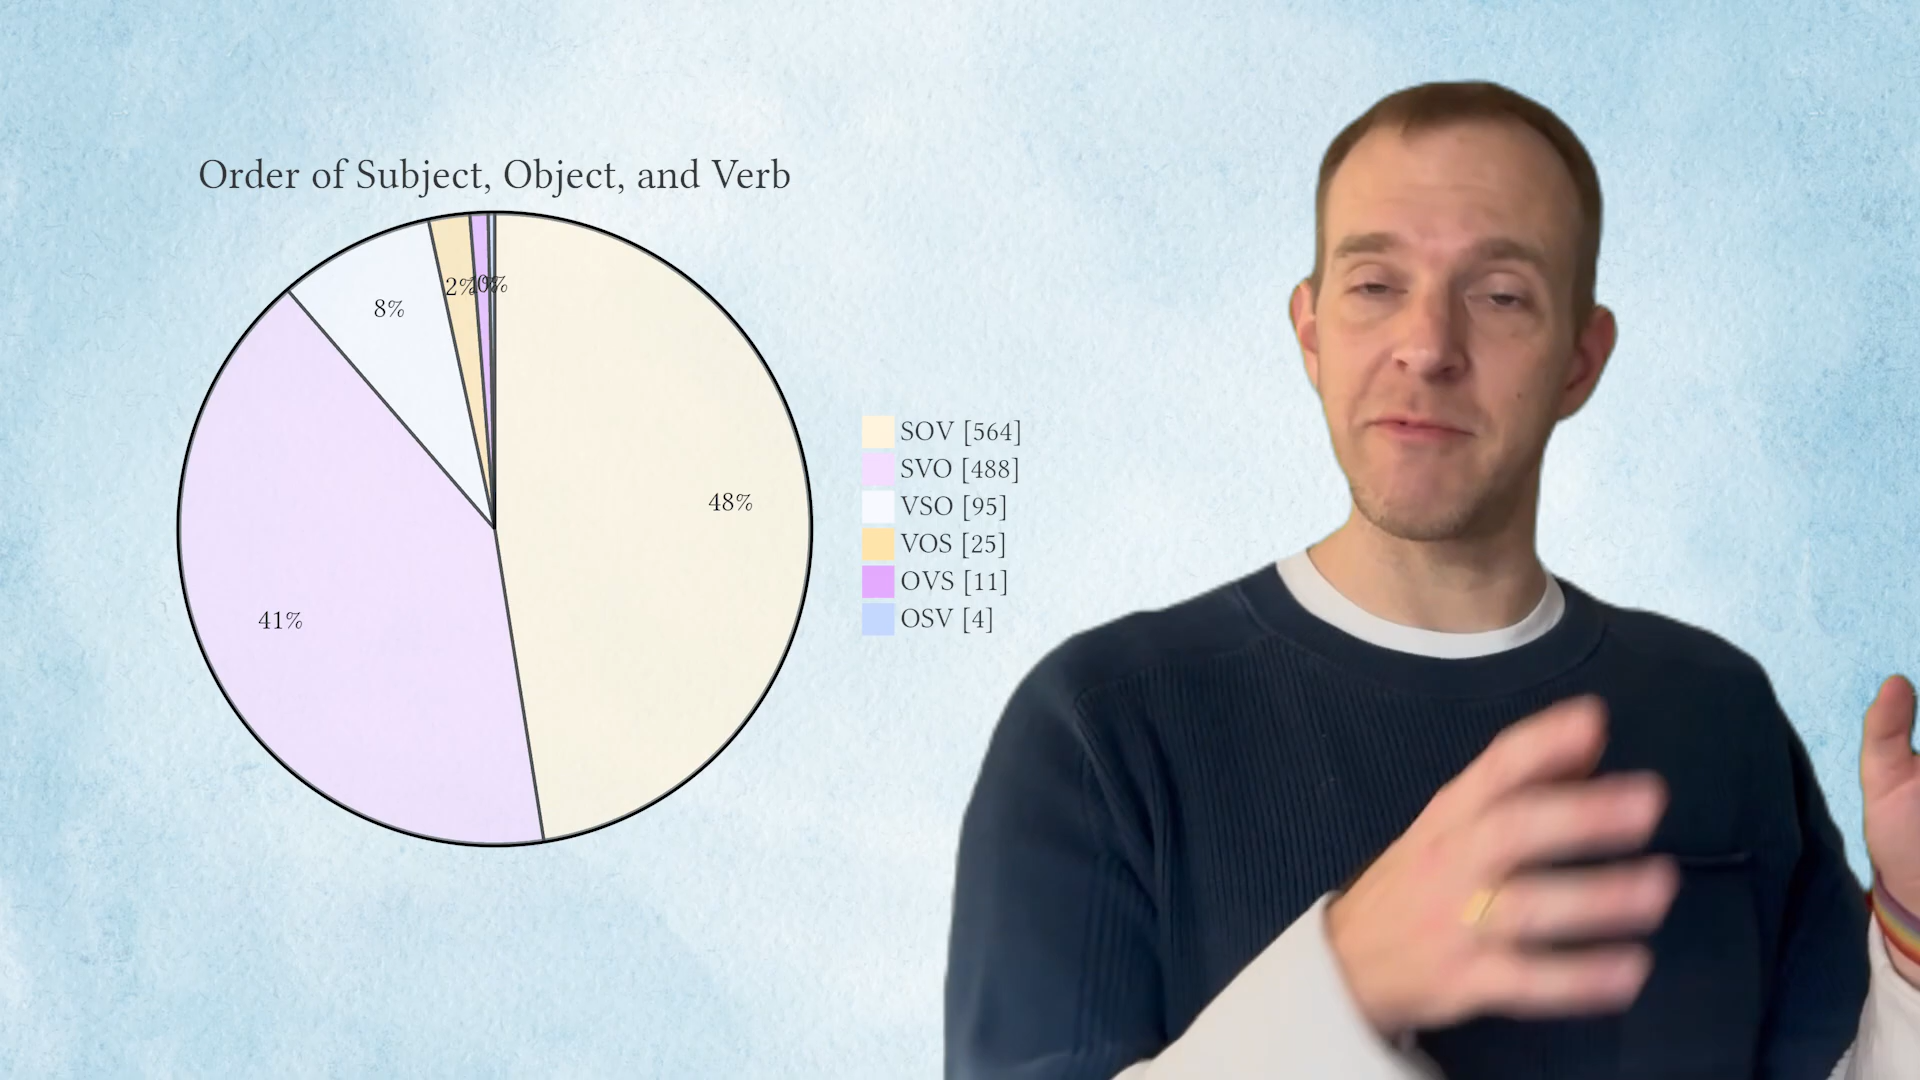 Order of Subject, Object, and Verb
2%
0%
8%
48%
41%
SOV [564]
SVO [488]
VSO [95]
VOS [25]
OVS [11]
OSV [4]